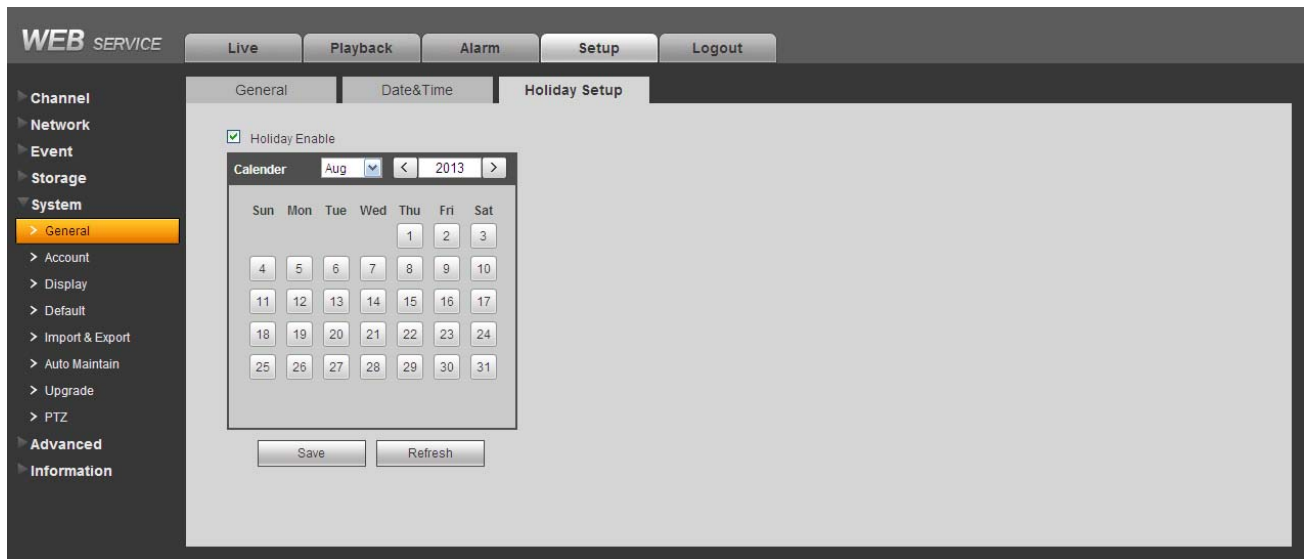 WEB SERVICE
Live Playback Alarm Setup Logout
General Date&Time Holiday Setup
Channel
Network
Event
Storage
System
> General
> Account
> Display
> Default
> Import & Export
> Auto Maintain
> Upgrade
> PTZ
Advanced
Information
Holiday Enable
Calender Aug < 2013 >
Sun Mon Tue Wed Thu Fri Sat
1 2 3
4 5 6 7 8 9 10
11 12 13 14 15 16 17
18 19 20 21 22 23 24
25 26 27 28 29 30 31
Save Refresh